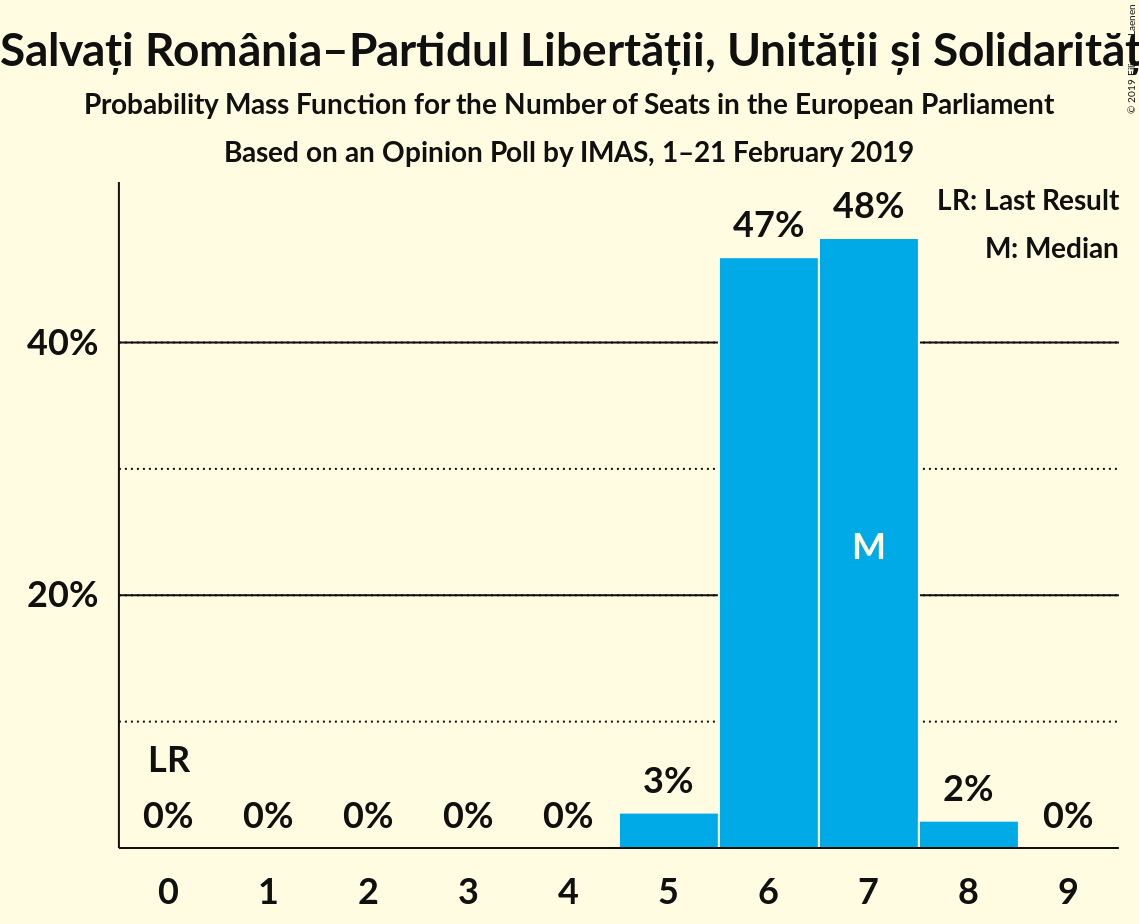 Salvați România–Partidul Libertății, Unității și Solidarităț
Probability Mass Function for the Number of Seats in the European Parliament
Based on an Opinion Poll by IMAS, 1–21 February 2019
© 2019 Laenen
LR: Last Result
M: Median
47%
48%
40%
M
20%
LR
0%
0%
0%
0%
0%
3%
2%
0%
0
1
2
3
4
5
6
7
8
9